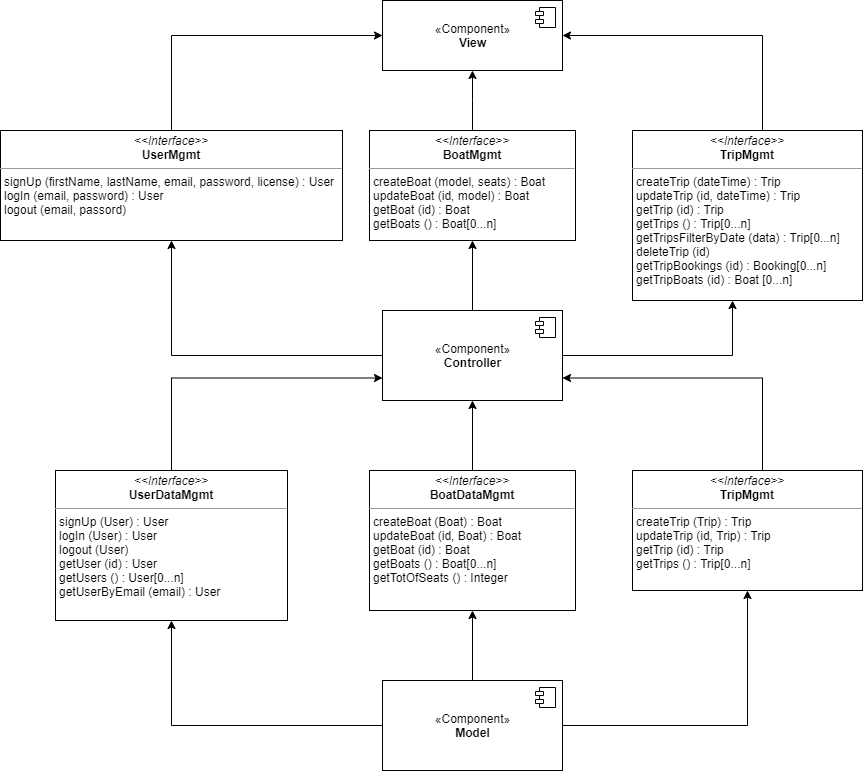 «Component»
View
<<Interface>>
UserMgmt
signUp (firstName, lastName, email, password, license) : User
logIn (email, password) : User
logout (email, passord)
<<Interface>>
BoatMgmt
createBoat (model, seats) : Boat
updateBoat (id, model) : Boat
getBoat (id) : Boat
getBoats () : Boat[0...n]
<<Interface>>
TripMgmt
createTrip (dateTime) : Trip
updateTrip (id, dateTime) : Trip
getTrip (id) : Trip
getTrips () : Trip[0...n]
getTripsFilterByDate (data) : Trip[0...n]
deleteTrip (id)
getTripBookings (id) : Booking[0...n]
getTripBoats (id) : Boat [0...n]
«Component»
Controller
<<Interface>>
UserDataMgmt
signUp (User) : User
logIn (User) : User
logout (User)
getUser (id) : User
getUsers () : User[0...n]
getUserByEmail (email) : User
<<Interface>>
BoatDataMgmt
createBoat (Boat) : Boat
updateBoat (id, Boat) : Boat
getBoat (id) : Boat
getBoats () : Boat[0...n]
getTotOfSeats () : Integer
<<Interface>>
TripMgmt
createTrip (Trip) : Trip
updateTrip (id, Trip) : Trip
getTrip (id) : Trip
getTrips () : Trip[0...n]
«Component»
Model